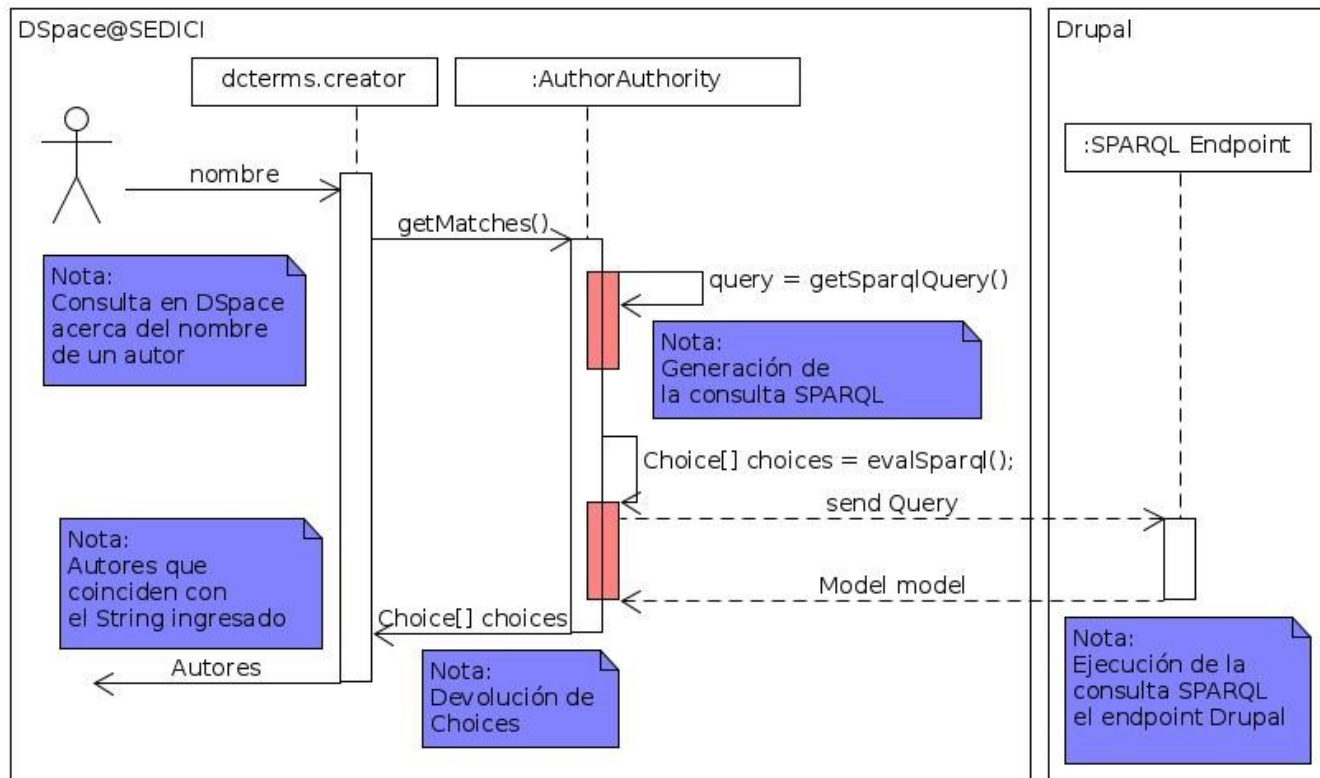 DSpace@SEDICI
Drupal
dcterms.creator
:AuthorAuthority
:SPARQL Endpoint
nombre
getMatches()
Nota:
Consulta en DSpace
acerca del nombre
de un autor
query = getSparqlQuery()
Nota:
Generación de
la consulta SPARQL
Choice[] choices = evalSparql();
send Query
Nota:
Autores que
coinciden con
el String ingresado
Model model
Choice[] choices
Autores
Nota:
Devolución de
Choices
Nota:
Ejecución de la
consulta SPARQL
el endpoint Drupal